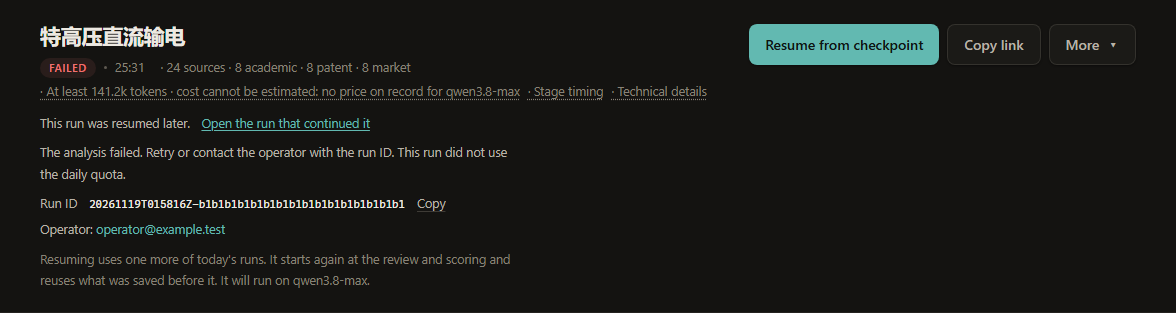 特高压直流输电
Resume from checkpoint
Copy link
More ▼
FAILED · 25:31 · 24 sources · 8 academic · 8 patent · 8 market
· At least 141.2k tokens · cost cannot be estimated: no price on record for qwen3.8-max · Stage timing · Technical details
This run was resumed later. Open the run that continued it
The analysis failed. Retry or contact the operator with the run ID. This run did not use
the daily quota.
Run ID 20261119T015816Z-b1b1b1b1b1b1b1b1b1b1b1b1b1b1b1b1 Copy
Operator: operator@example.test
Resuming uses one more of today's runs. It starts again at the review and scoring and
reuses what was saved before it. It will run on qwen3.8-max.